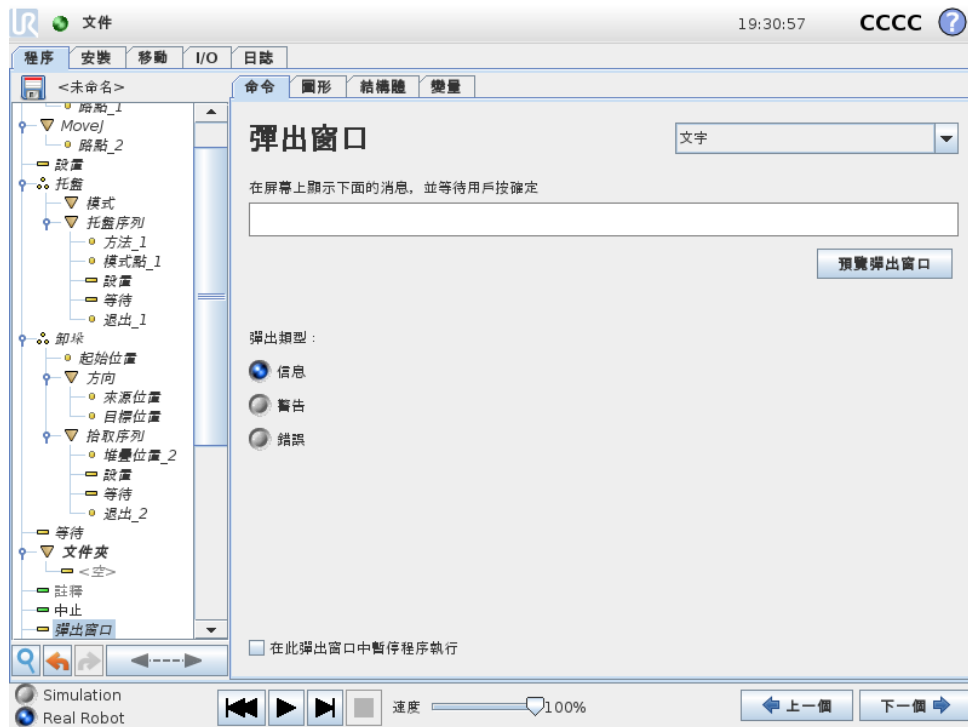 UR 文件 19:30:57 CCCC ?
程序 安裝 移動 I/O 日誌
<未命名> 命令 圖形 結構體 變量
路點_1
MoveJ
路點_2
設置
托盤
模式
托盤序列
方法_1
模式點_1
設置
等待
退出_1
卸垛
起始位置
方向
來源位置
目標位置
拾取序列
堆疊位置_2
設置
等待
退出_2
等待
文件夾
<空>
註釋
中止
彈出窗口
彈出窗口 文字
在屏幕上顯示下面的消息，並等待用戶按確定
預覽彈出窗口
彈出類型：
信息
警告
錯誤
在此彈出窗口中暫停程序執行
Simulation
Real Robot
速度 100% 上一個 下一個